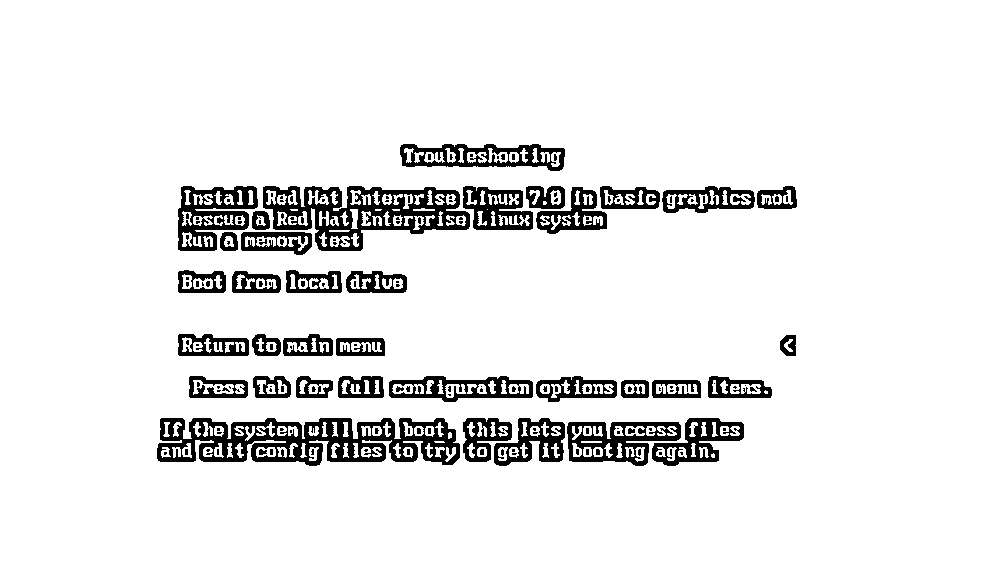 Troubleshooting
Install Red Hat Enterprise Linux 7.0 in basic graphics mod
Rescue a Red Hat Enterprise Linux system
Run a memory test
Boot from local drive
Return to main menu <
Press Tab for full configuration options on menu items.
If the system will not boot, this lets you access files
and edit config files to try to get it booting again.